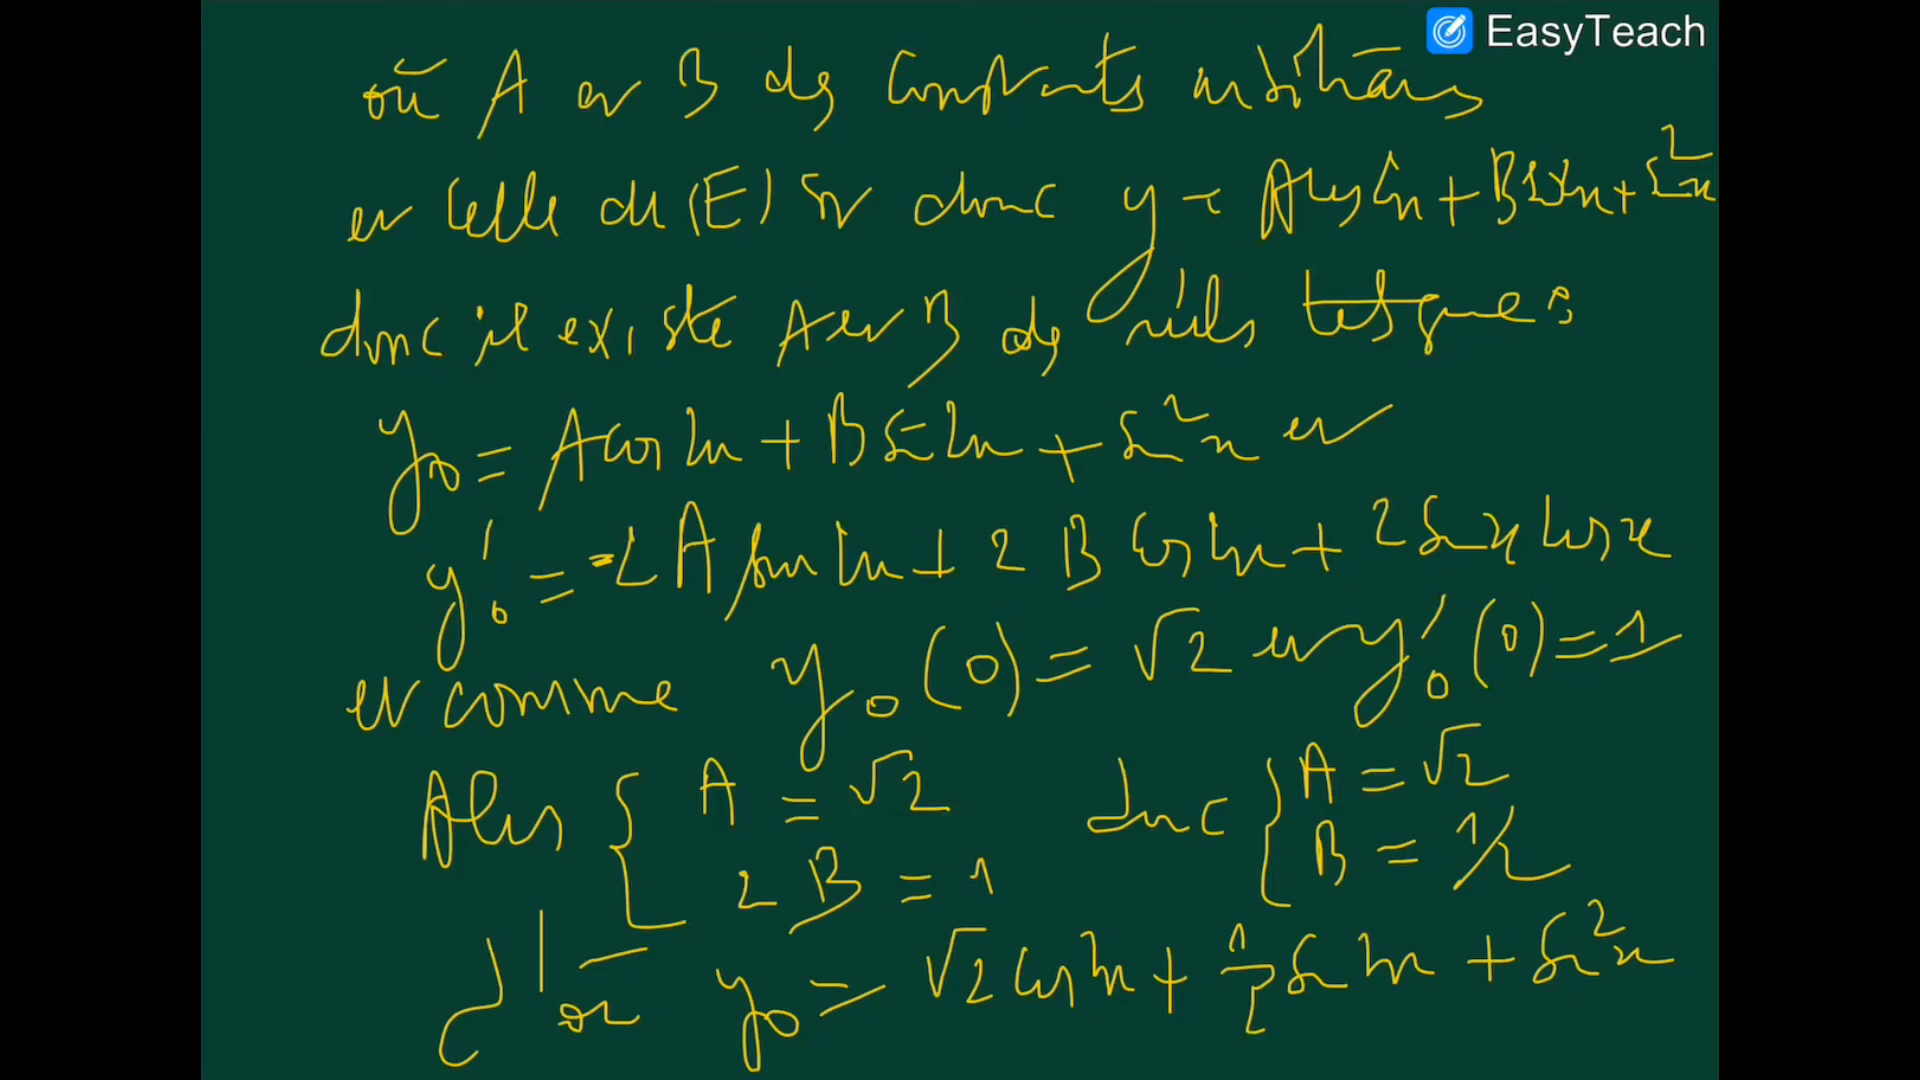 EasyTeach
où A et B des constantes arbitraires
et celle de (E) est donc y = A cos 2x + B sin 2x + sin²x
donc il existe A et B des réels tels que :
y₀ = A cos 2x + B sin 2x + sin²x et
y₀' = -2 A sin 2x + 2 B cos 2x + 2 sin x cos x
et comme y₀(0) = √2 et y₀'(0) = 1
Alors { A = √2 donc { A = √2
2B = 1 B = 1/2
d'où y₀ = √2 cos 2x + 1/2 sin 2x + sin²x